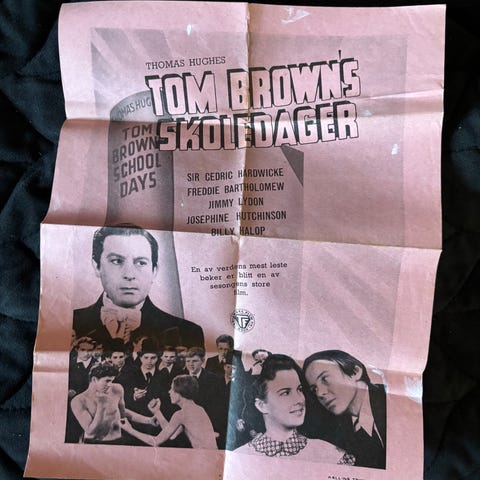 THOMAS HUGHES
TOM BROWN'S
SKOLEDAGER
TOM
BROWN
SCHOOL
DAYS
SIR CEDRIC HARDWICKE
FREDDIE BARTHOLOMEW
JIMMY LYDON
JOSEPHINE HUTCHINSON
BILLY HALOP
En av verdens mest leste
bøker er blitt en av
sesongens store
film.